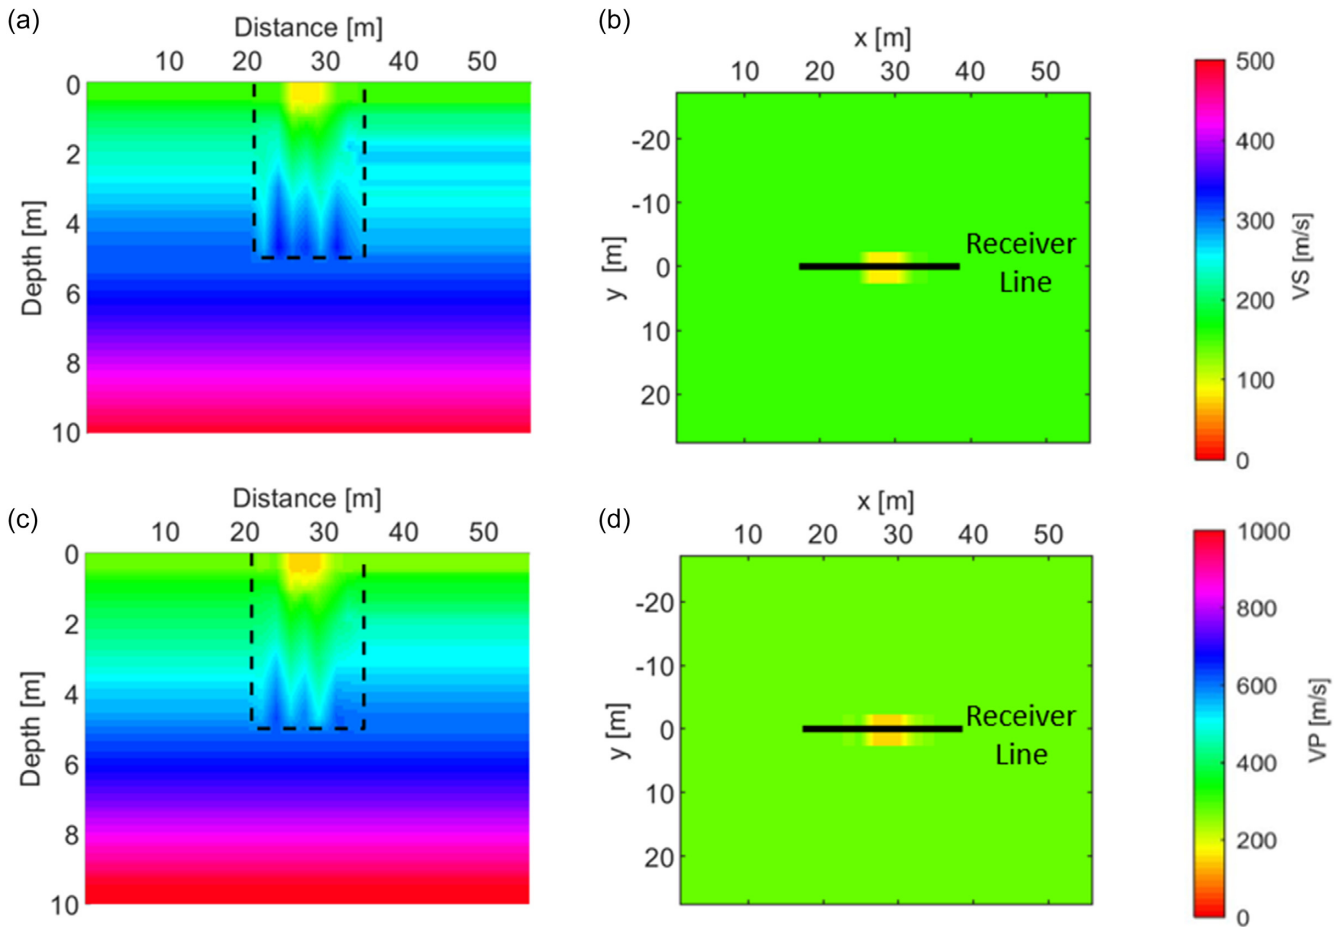 (a)
Distance [m]
10 20 30 40 50
0
2
4
6
8
10
Depth [m]
(b)
x [m]
10 20 30 40 50
-20
-10
0
10
20
y [m]
Receiver
Line
500
400
300
200
100
0
VS [m/s]
(c)
Distance [m]
10 20 30 40 50
0
2
4
6
8
10
Depth [m]
(d)
x [m]
10 20 30 40 50
-20
-10
0
10
20
y [m]
Receiver
Line
1000
800
600
400
200
0
VP [m/s]